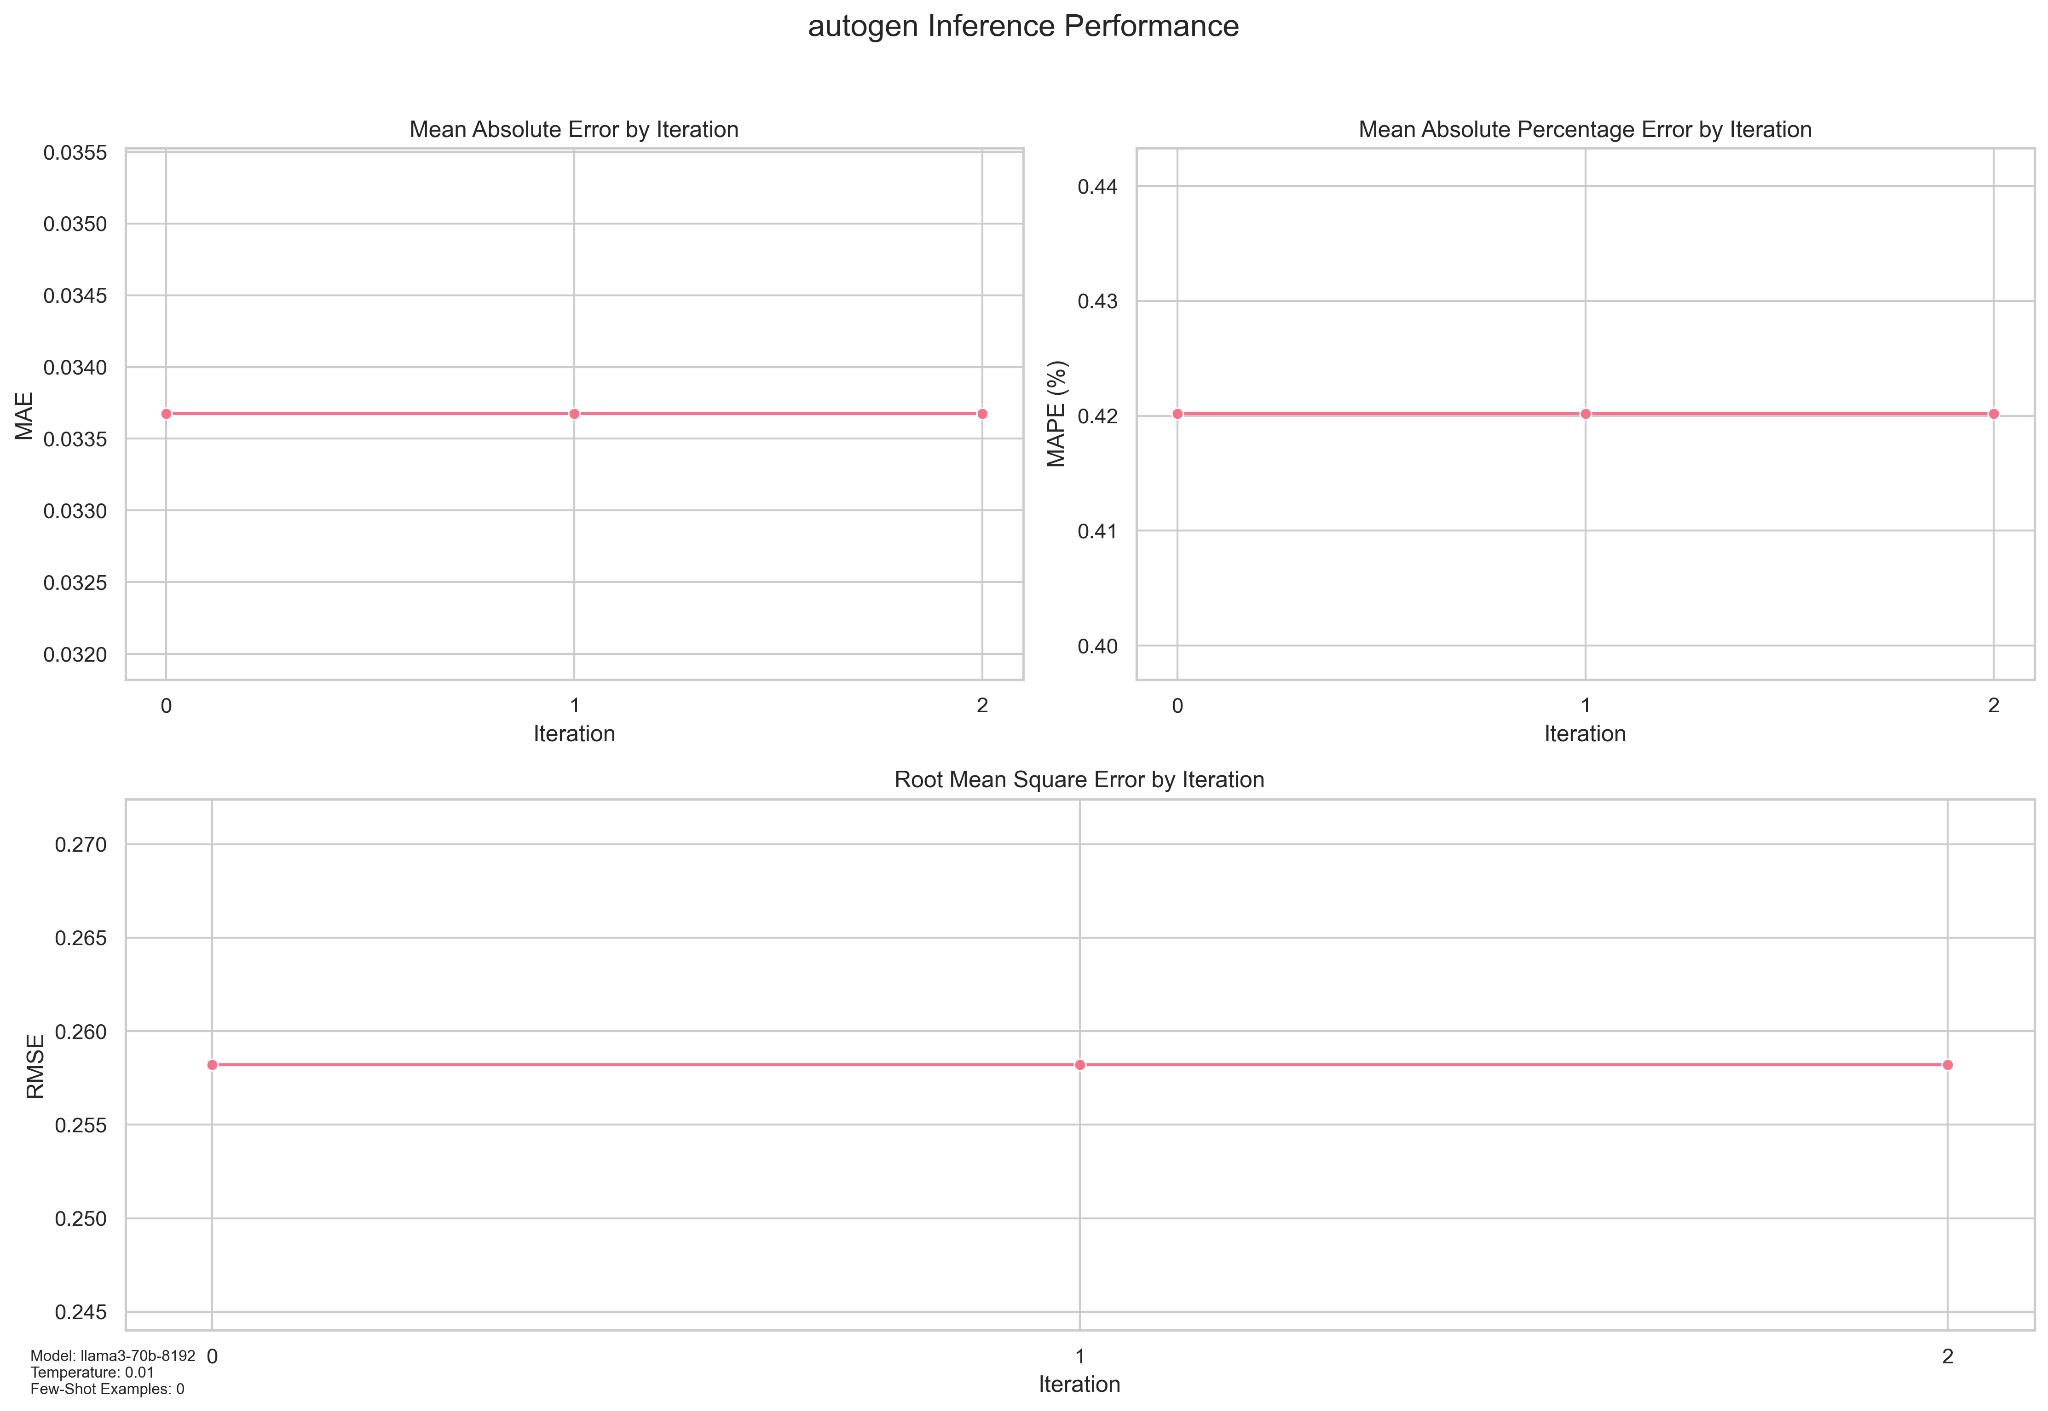 autogen Inference Performance
Mean Absolute Error by Iteration
0.0355
0.0350
0.0345
0.0340
0.0335
0.0330
0.0325
0.0320
MAE
0
1
2
Iteration
Mean Absolute Percentage Error by Iteration
0.44
0.43
0.42
0.41
0.40
MAPE (%)
0
1
2
Iteration
Root Mean Square Error by Iteration
0.270
0.265
0.260
0.255
0.250
0.245
RMSE
0
1
2
Iteration
Model: llama3-70b-8192
Temperature: 0.01
Few-Shot Examples: 0